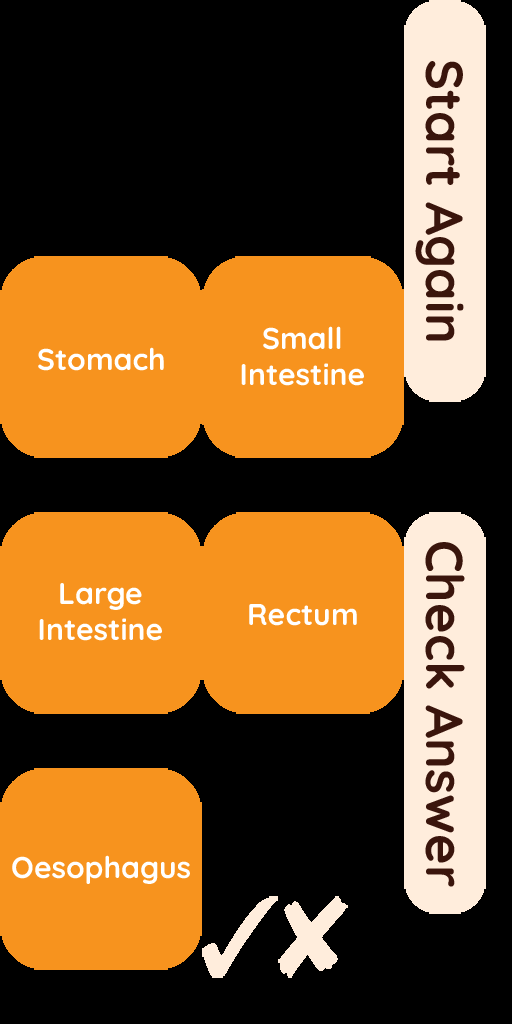 Start Again
Stomach
Small
Intestine
Large
Intestine
Rectum
Check Answer
Oesophagus